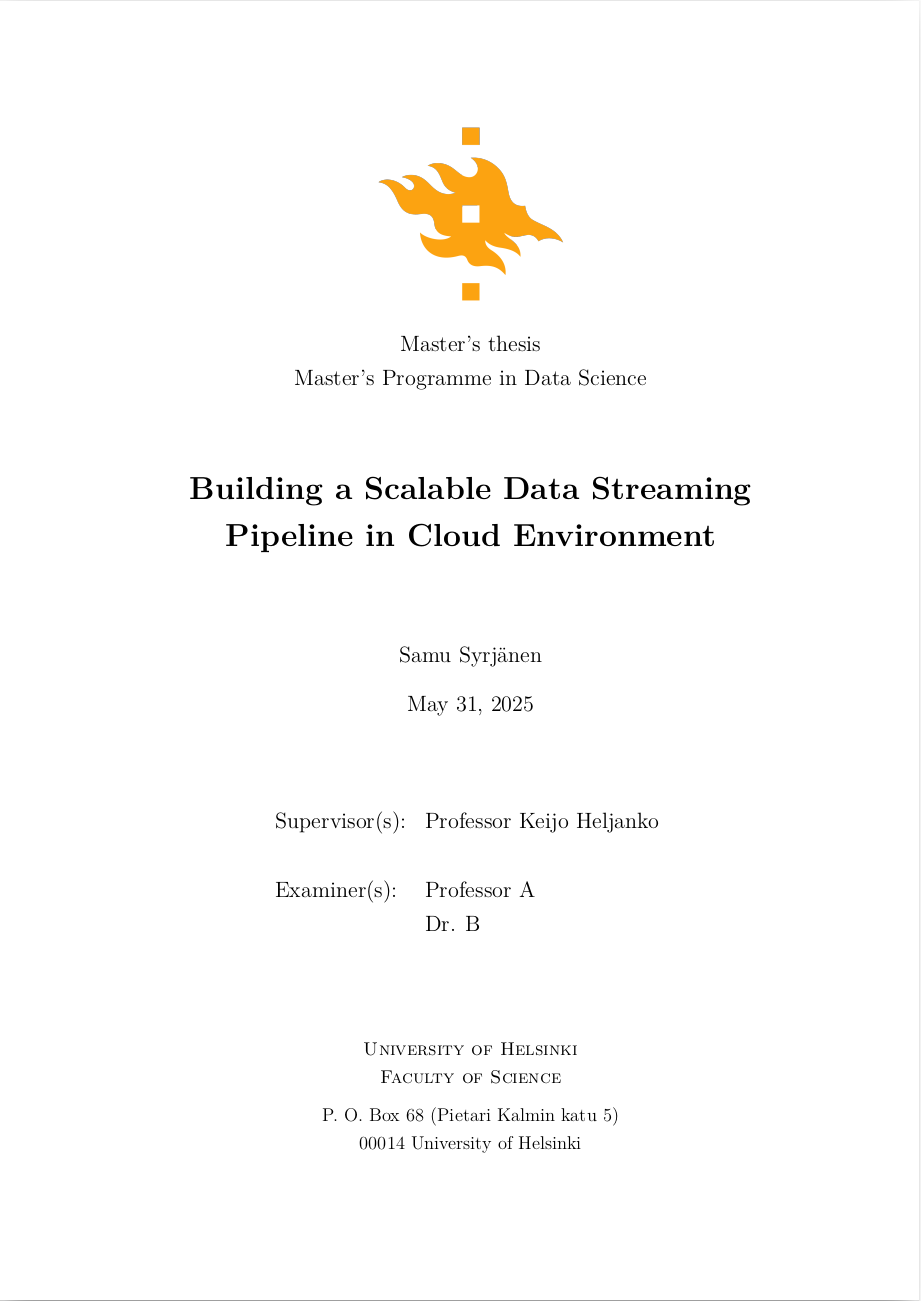 Master's thesis
Master's Programme in Data Science
Building a Scalable Data Streaming
Pipeline in Cloud Environment
Samu Syrjänen
May 31, 2025
Supervisor(s): Professor Keijo Heljanko
Examiner(s): Professor A
Dr. B
University of Helsinki
Faculty of Science
P. O. Box 68 (Pietari Kalmin katu 5)
00014 University of Helsinki